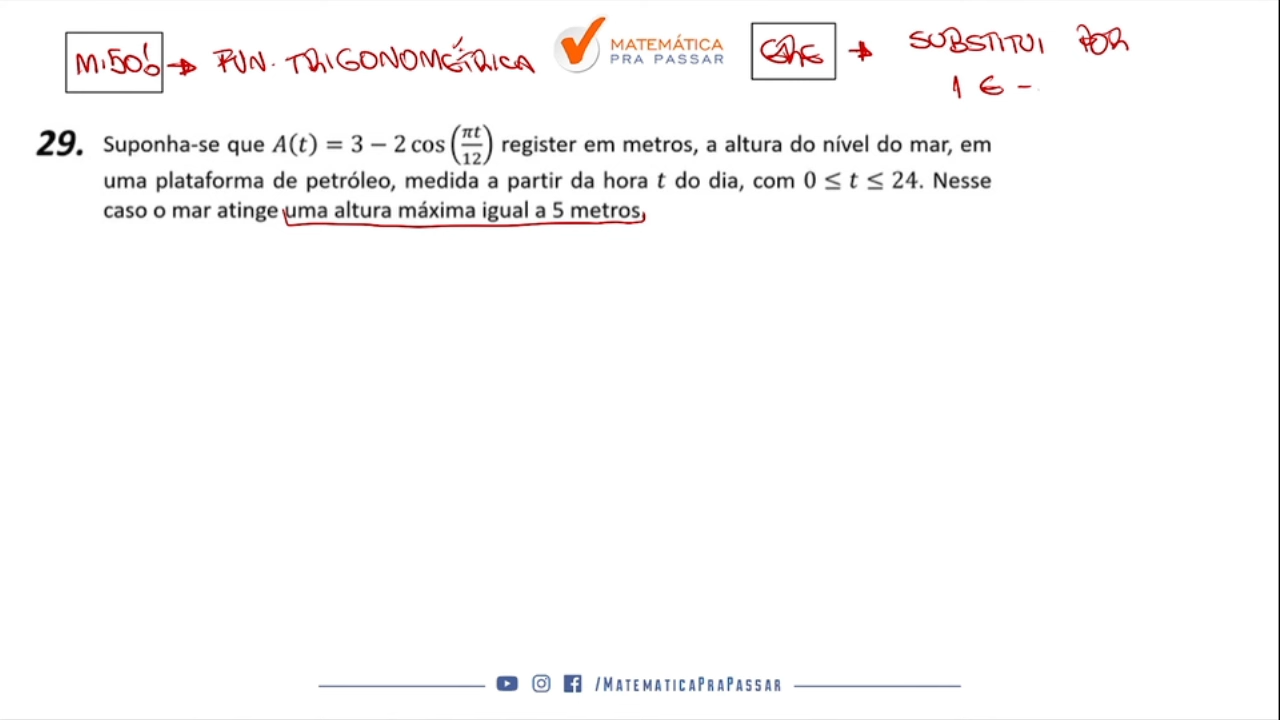 M.50! → FUN. TRIGONOMÉTRICA
MATEMÁTICA
PRA PASSAR
→ SUBSTITUI POR
1 E -
29. Suponha-se que A(t) = 3 − 2 cos(πt/12) register em metros, a altura do nível do mar, em
uma plataforma de petróleo, medida a partir da hora t do dia, com 0 ≤ t ≤ 24. Nesse
caso o mar atinge uma altura máxima igual a 5 metros.
/MATEMATICAPRAPASSAR